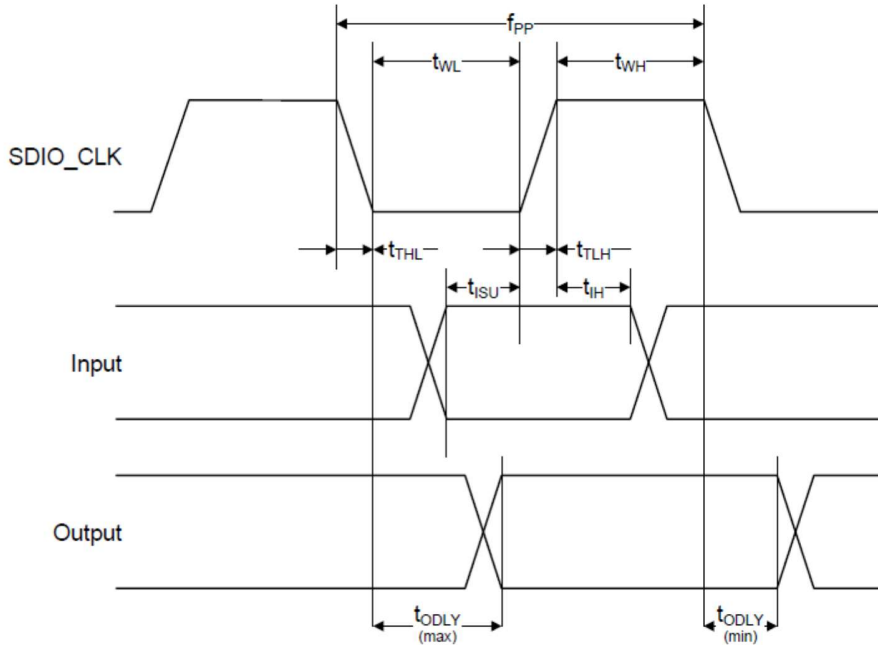 fPP
tWL
tWH
SDIO_CLK
tTHL
tTLH
tISU
tIH
Input
Output
tODLY
(max)
tODLY
(min)